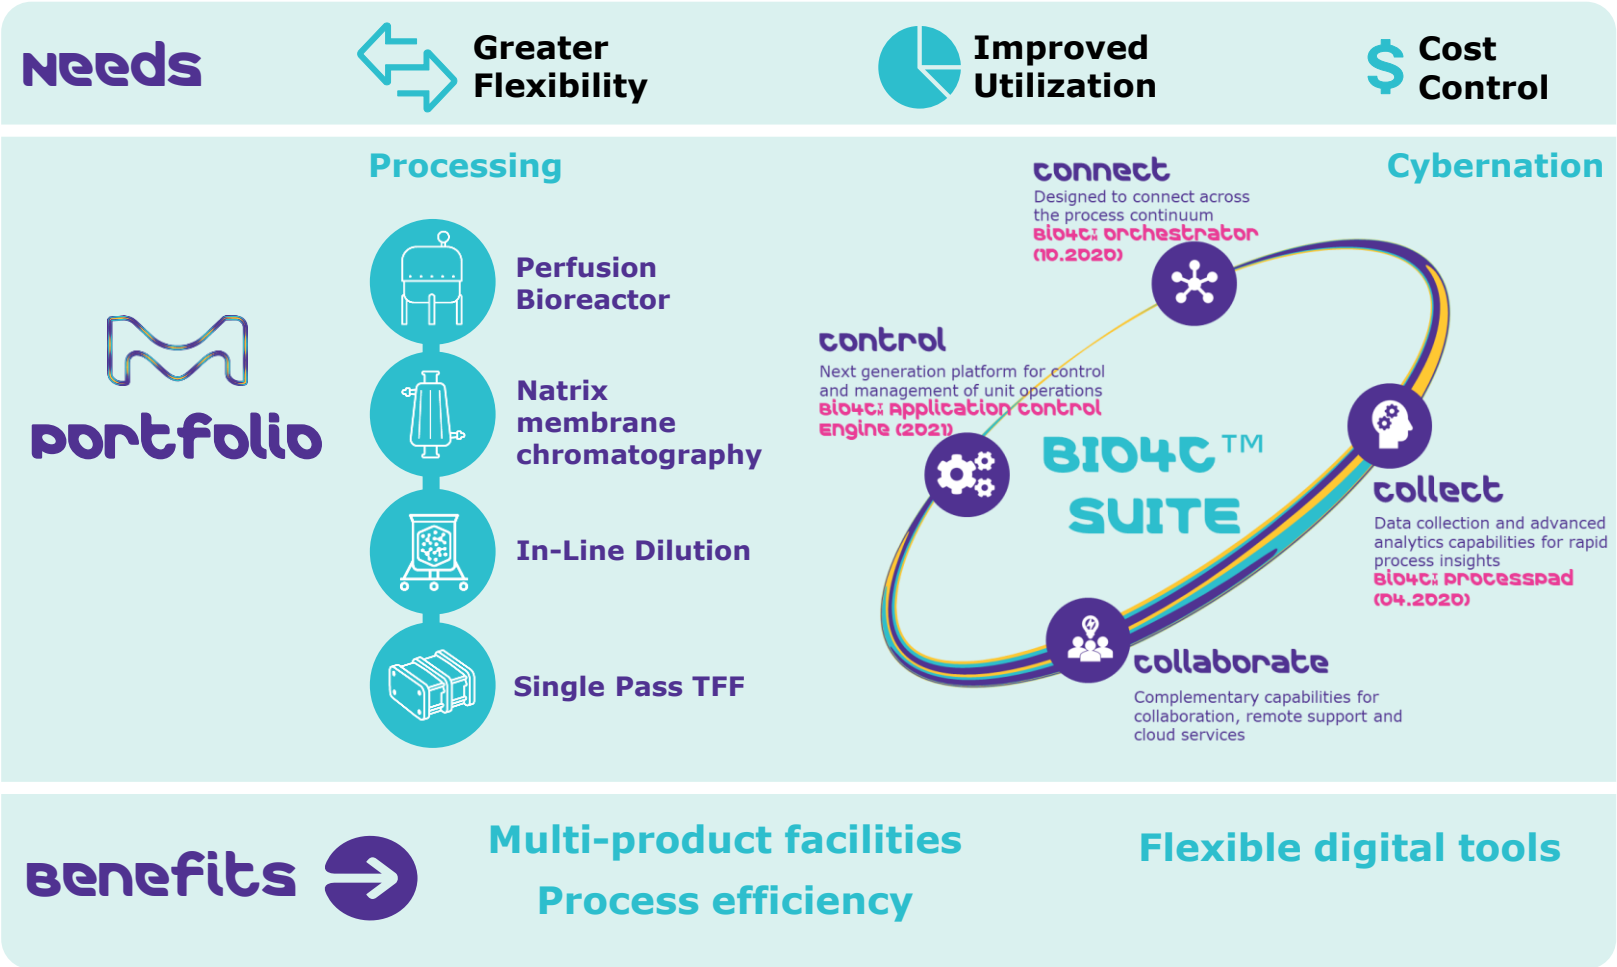 Needs
Greater
Flexibility
Improved
Utilization
$ Cost
Control
Processing
Cybernation
Portfolio
Perfusion
Bioreactor
Natrix
membrane
chromatography
In-Line Dilution
Single Pass TFF
Connect
Designed to connect across
the process continuum
Bio4C™ Orchestrator
(10.2020)
Control
Next generation platform for control
and management of unit operations
Bio4C™ Application Control
Engine (2021)
BIO4C™
SUITE
Collect
Data collection and advanced
analytics capabilities for rapid
process insights
Bio4C™ ProcessPad
(04.2020)
Collaborate
Complementary capabilities for
collaboration, remote support and
cloud services
Benefits
Multi-product facilities
Process efficiency
Flexible digital tools